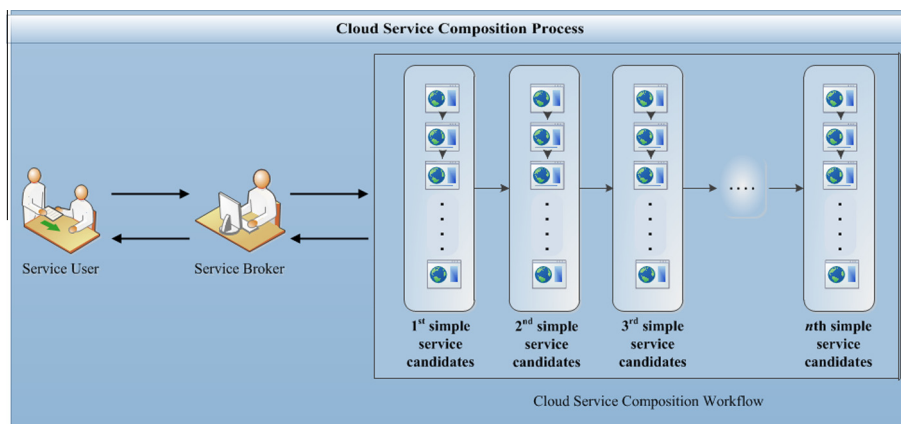 Cloud Service Composition Process
Service User
Service Broker
1st simple
service
candidates
2nd simple
service
candidates
3rd simple
service
candidates
....
nth simple
service
candidates
Cloud Service Composition Workflow